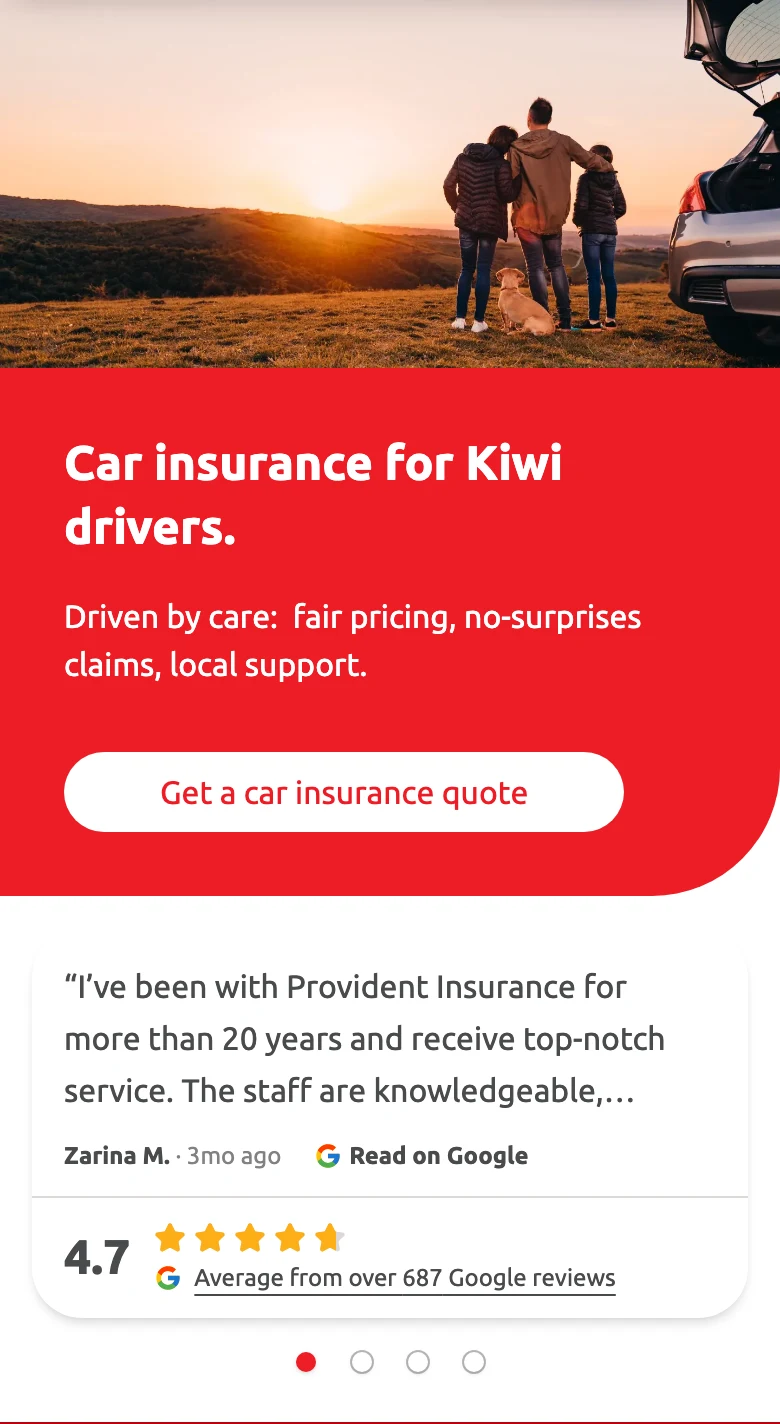 Car insurance for Kiwi
drivers.
Driven by care:  fair pricing, no-surprises
claims, local support.
Get a car insurance quote
“I’ve been with Provident Insurance for
more than 20 years and receive top-notch
service. The staff are knowledgeable,…
Zarina M. · 3mo ago Read on Google
4.7
Average from over 687 Google reviews